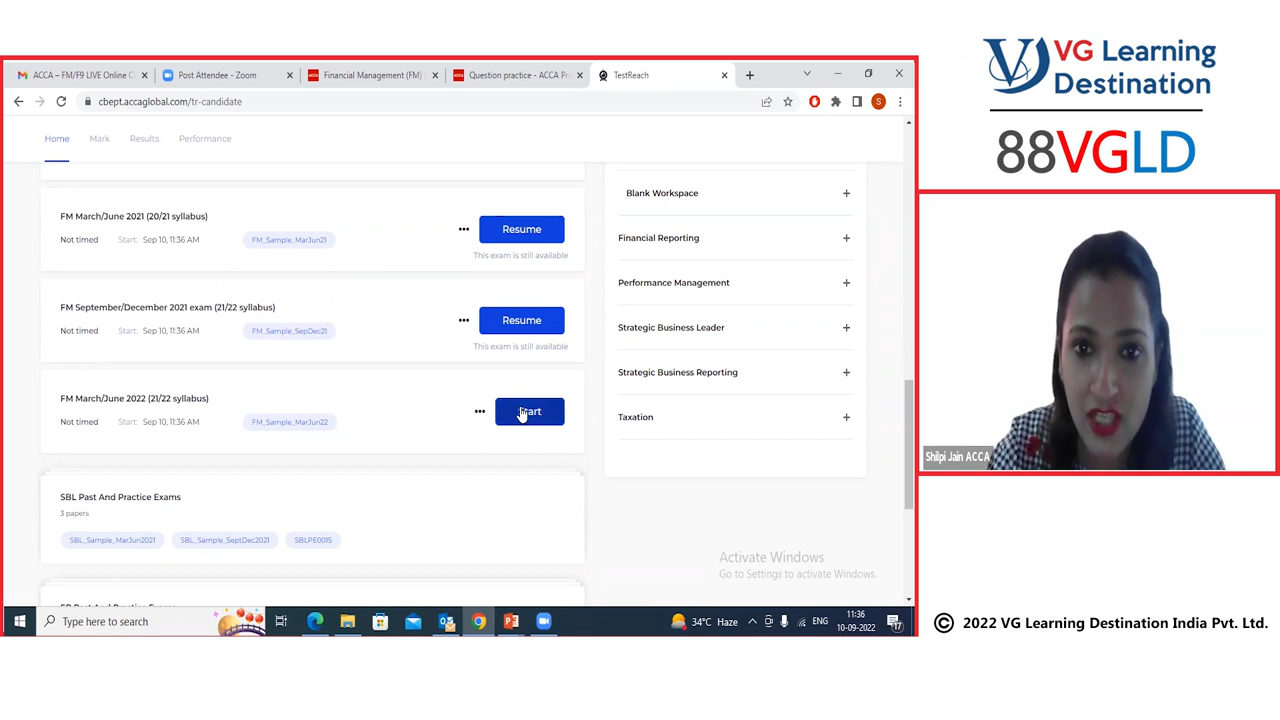 ACCA – FM/F9 LIVE Online C
Post Attendee - Zoom
Financial Management (FM) |
Question practice - ACCA Pr
TestReach
cbept.accaglobal.com/tr-candidate
Home
Mark
Results
Performance
FM March/June 2021 (20/21 syllabus)
Not timed
Start: Sep 10, 11:36 AM
FM_Sample_MarJun21
Resume
This exam is still available
FM September/December 2021 exam (21/22 syllabus)
Not timed
Start: Sep 10, 11:36 AM
FM_Sample_SepDec21
Resume
This exam is still available
FM March/June 2022 (21/22 syllabus)
Not timed
Start: Sep 10, 11:36 AM
FM_Sample_MarJun22
Start
SBL Past And Practice Exams
3 papers
SBL_Sample_MarJun2021
SBL_Sample_SeptDec2021
SBLPE001S
Blank Workspace
Financial Reporting
Performance Management
Strategic Business Leader
Strategic Business Reporting
Taxation
Activate Windows
Go to Settings to activate Windows.
Type here to search
34°C Haze
ENG
11:36
10-09-2022
17
VG Learning
Destination
88VGLD
Shilpi Jain ACCA
© 2022 VG Learning Destination India Pvt. Ltd.